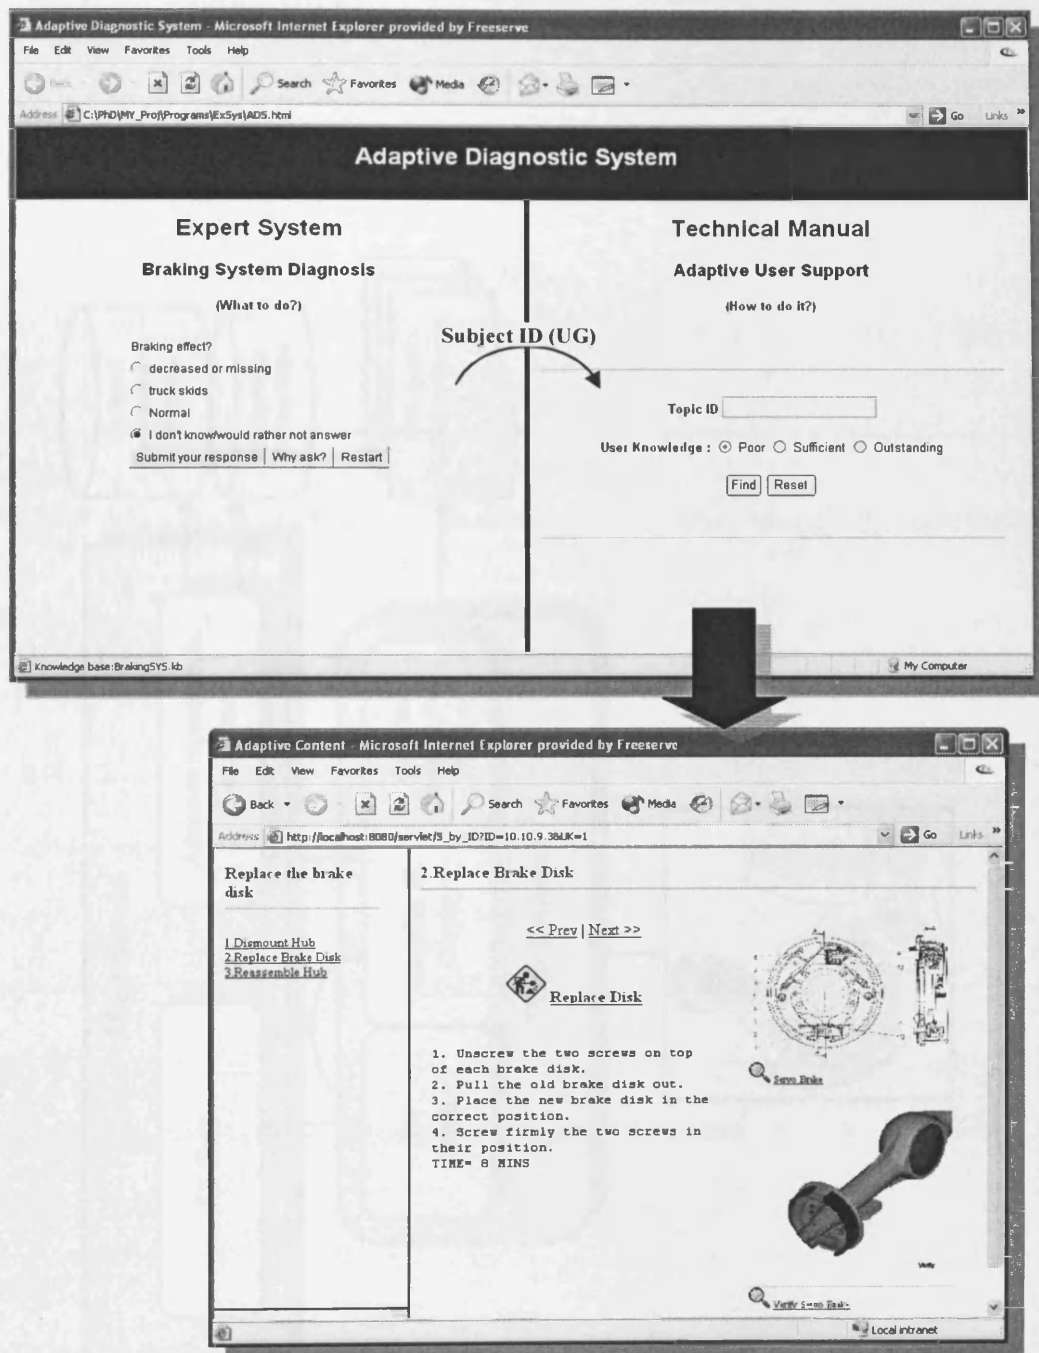 Adaptive Diagnostic System - Microsoft Internet Explorer provided by Freeserve
File Edit View Favorites Tools Help
Back Search Favorites Media
Address C:\PhD\MY_Prof\Programs\ExSys\ADS.html Go Links »
Adaptive Diagnostic System
Expert System
Braking System Diagnosis
(What to do?)
Braking effect?
decreased or missing
truck skids
Normal
I don't know/would rather not answer
Submit your response Why ask? Restart
Subject ID (UG)
Technical Manual
Adaptive User Support
(How to do it?)
Topic ID
User Knowledge : Poor Sufficient Outstanding
Find Reset
Knowledge base:BrakingSYS.kb
My Computer
Adaptive Content - Microsoft Internet Explorer provided by Freeserve
File Edit View Favorites Tools Help
Back Search Favorites Media
Address http://localhost:8080/servlet/S_by_ID?ID=10.10.9.3&UK=1 Go Links »
Replace the brake
disk
1.Dismount Hub
2.Replace Brake Disk
3.Reassemble Hub
2.Replace Brake Disk
<< Prev | Next >>
Replace Disk
1. Unscrew the two screws on top
of each brake disk.
2. Pull the old brake disk out.
3. Place the new brake disk in the
correct position.
4. Screw firmly the two screws in
their position.
TIME= 8 MINS
Servo Brake
Verify
Verify Servo Brake
Local intranet